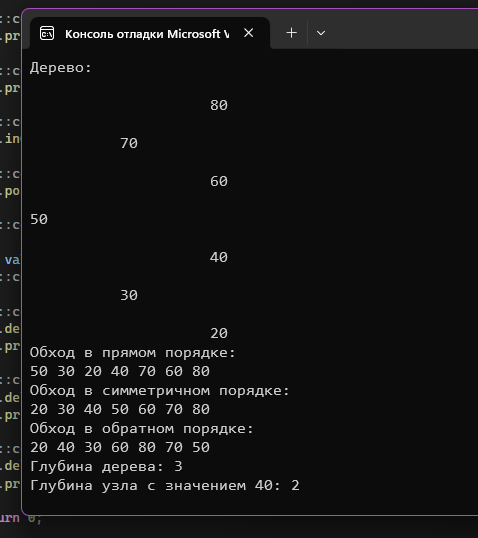 Консоль отладки Microsoft V
Дерево:
80
70
60
50
40
30
20
Обход в прямом порядке:
50 30 20 40 70 60 80
Обход в симметричном порядке:
20 30 40 50 60 70 80
Обход в обратном порядке:
20 40 30 60 80 70 50
Глубина дерева: 3
Глубина узла с значением 40: 2